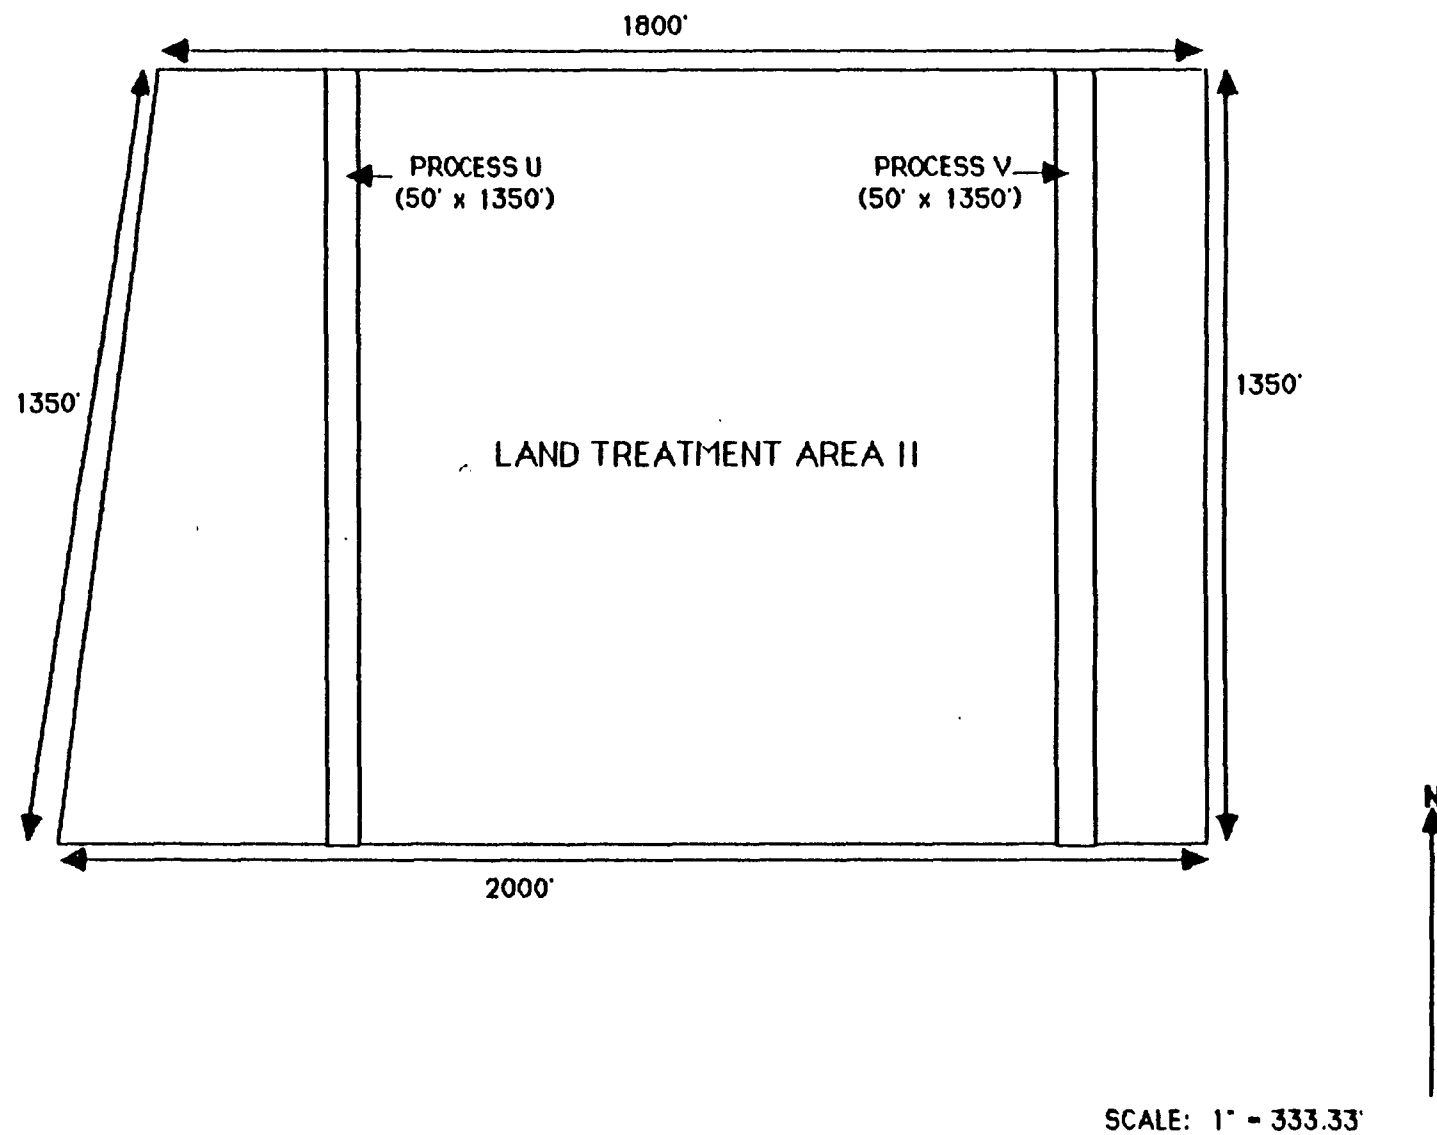 1800'
PROCESS U
(50' x 1350')
PROCESS V
(50' x 1350')
1350'
1350'
LAND TREATMENT AREA II
2000'
N
SCALE: 1" = 333.33'